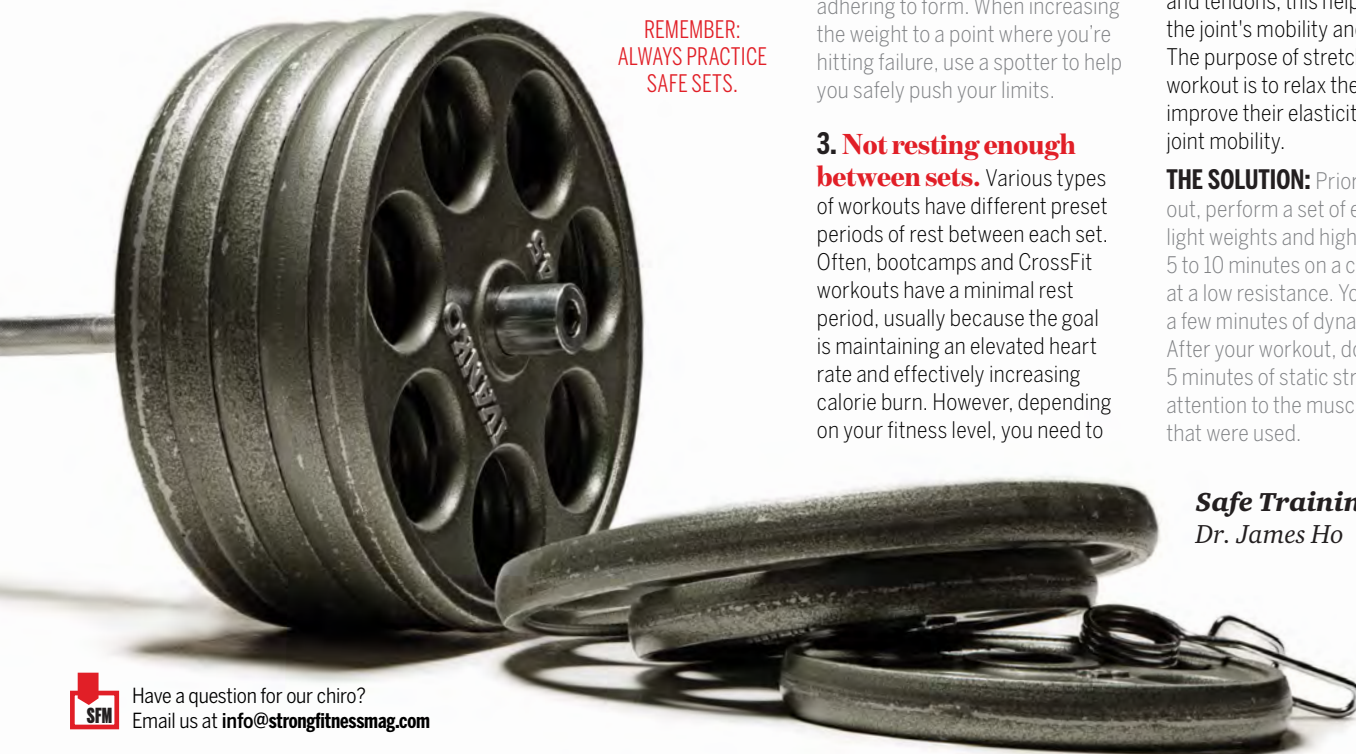 REMEMBER:
ALWAYS PRACTICE
SAFE SETS.
adhering to form. When increasing
the weight to a point where you're
hitting failure, use a spotter to help
you safely push your limits.
3. Not resting enough
between sets. Various types
of workouts have different preset
periods of rest between each set.
Often, bootcamps and CrossFit
workouts have a minimal rest
period, usually because the goal
is maintaining an elevated heart
rate and effectively increasing
calorie burn. However, depending
on your fitness level, you need to
and tendons, this help
the joint's mobility and
The purpose of stretc
workout is to relax the
improve their elasticit
joint mobility.
THE SOLUTION: Prior
out, perform a set of e
light weights and high
5 to 10 minutes on a c
at a low resistance. Yo
a few minutes of dyna
After your workout, do
5 minutes of static str
attention to the musc
that were used.
Safe Trainin
Dr. James Ho
IVANKO
SFM
Have a question for our chiro?
Email us at info@strongfitnessmag.com